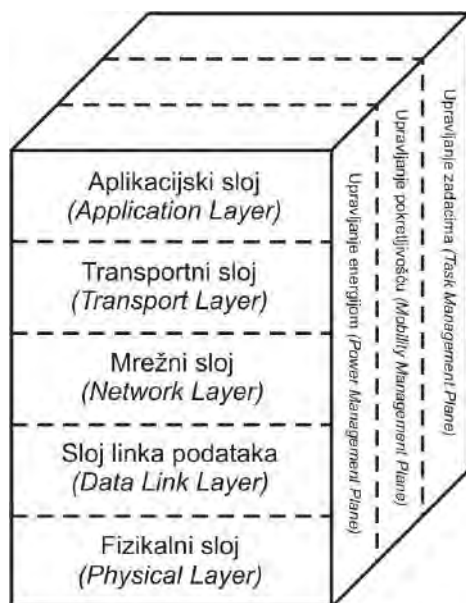 Aplikacijski sloj
(Application Layer)
Transportni sloj
(Transport Layer)
Mrežni sloj
(Network Layer)
Sloj linka podataka
(Data Link Layer)
Fizikalni sloj
(Physical Layer)
Upravljanje energijom (Power Management Plane)
Upravljanje pokretljivošću (Mobility Management Plane)
Upravljanje zadacima (Task Management Plane)